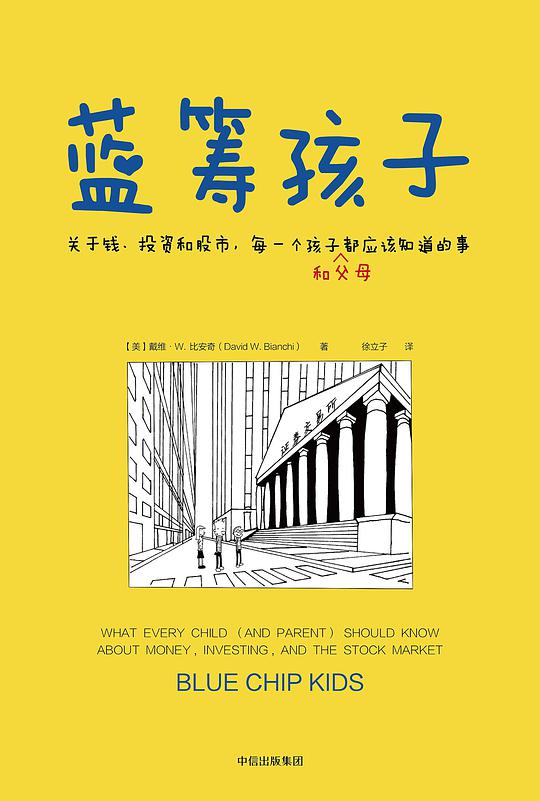 蓝筹孩子
关于钱、投资和股市，每一个孩子都应该知道的事
和父母
【美】戴维·W. 比安奇（David W. Bianchi） 著 徐立子 译
证券交易所
WHAT EVERY CHILD (AND PARENT) SHOULD KNOW
ABOUT MONEY, INVESTING, AND THE STOCK MARKET
BLUE CHIP KIDS
中信出版集团